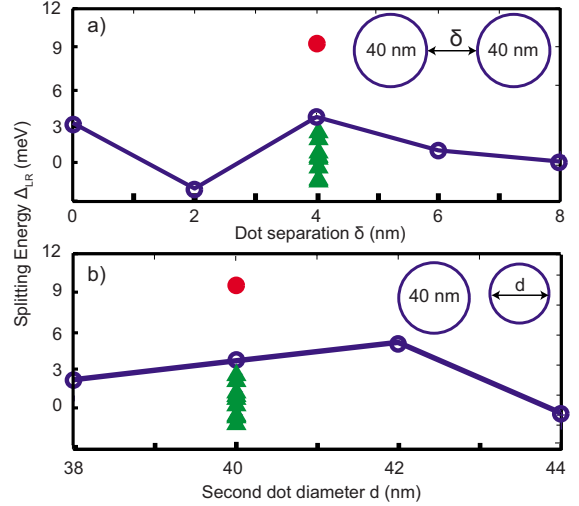 a)
12
9
6
3
0
40 nm
δ
40 nm
0 2 4 6 8
Dot separation δ (nm)
Splitting Energy Δ_LR (meV)
b)
12
9
6
3
0
40 nm
d
38 40 42 44
Second dot diameter d (nm)